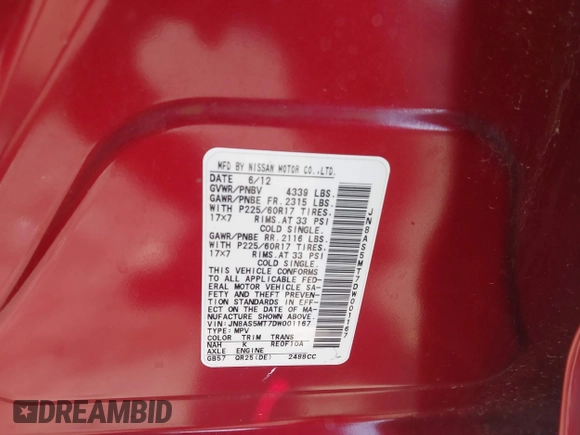 MFD BY NISSAN MOTOR CO.,LTD.
DATE 6/12
GVWR/PNBV 4339 LBS.
GAWR/PNBE FR. 2315 LBS.
WITH P225/60R17 TIRES.
17X7 RIMS.AT 33 PSI
COLD SINGLE.
GAWR/PNBE RR. 2116 LBS.
WITH P225/60R17 TIRES.
17X7 RIMS.AT 33 PSI
COLD SINGLE.
THIS VEHICLE CONFORMS
TO ALL APPLICABLE FED-
ERAL MOTOR VEHICLE SA-
FETY AND THEFT PREVENT-
ION STANDARDS IN EFF-
ECT ON THE DATE OF MA-
NUFACTURE SHOWN ABOVE.
VIN:JN8AS5MT7DW001167
TYPE: MPV
COLOR TRIM TRANS
NAH K RE0F10A
AXLE ENGINE
GB57 QR25(DE) 2488CC
JN8AS5MT7DW001167
DREAMBID